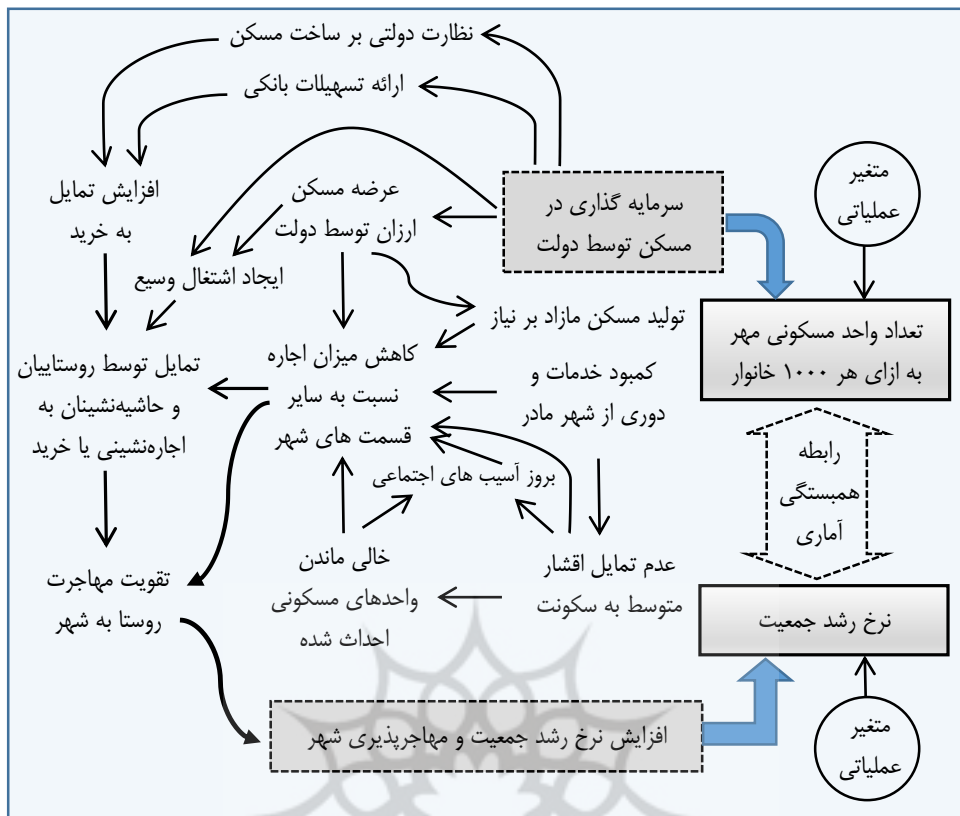 نظارت دولتی بر ساخت مسکن
ارائه تسهیلات بانکی
متغیر
عملیاتی
سرمایه گذاری در
مسکن توسط دولت
عرضه مسکن
ارزان توسط دولت
افزایش تمایل
به خرید
ایجاد اشتغال وسیع
تولید مسکن مازاد بر نیاز
تعداد واحد مسکونی مهر
به ازای هر ۱۰۰۰ خانوار
کاهش میزان اجاره
نسبت به سایر
قسمت های شهر
تمایل توسط روستاییان
و حاشیه‌نشینان به
اجاره‌نشینی یا خرید
کمبود خدمات و
دوری از شهر مادر
رابطه
همبستگی
آماری
بروز آسیب های اجتماعی
عدم تمایل اقشار
متوسط به سکونت
خالی ماندن
واحدهای مسکونی
احداث شده
تقویت مهاجرت
روستا به شهر
نرخ رشد جمعیت
افزایش نرخ رشد جمعیت و مهاجرپذیری شهر
متغیر
عملیاتی